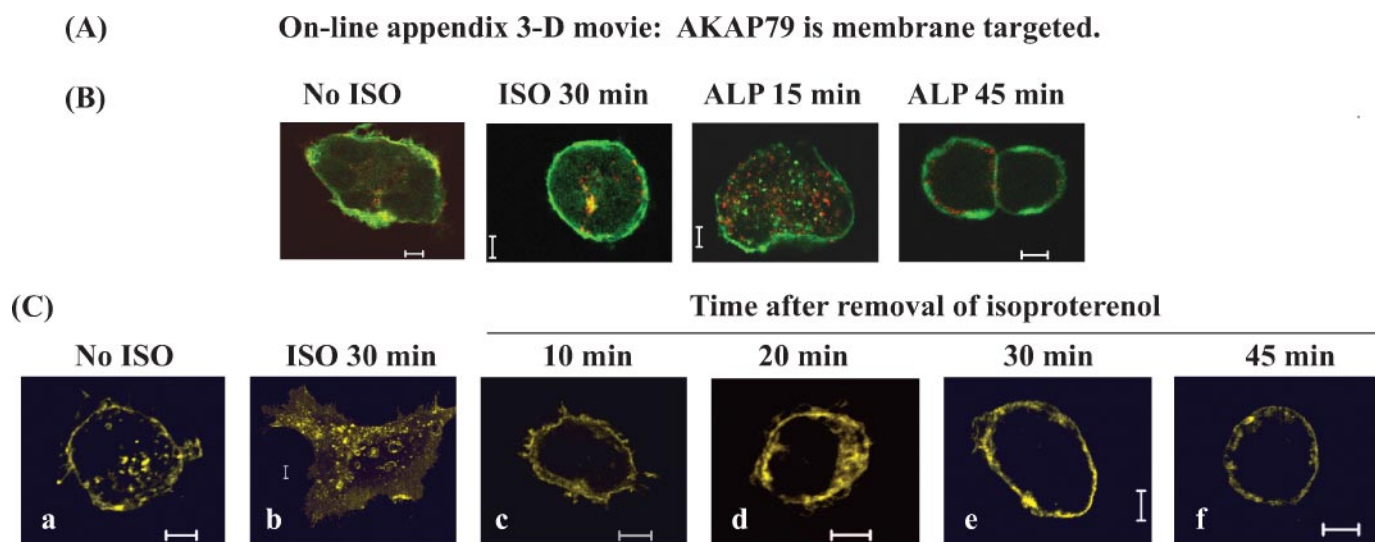 (A) On-line appendix 3-D movie: AKAP79 is membrane targeted.
(B)
No ISO ISO 30 min ALP 15 min ALP 45 min
(C)
Time after removal of isoproterenol
No ISO ISO 30 min 10 min 20 min 30 min 45 min
a b c d e f